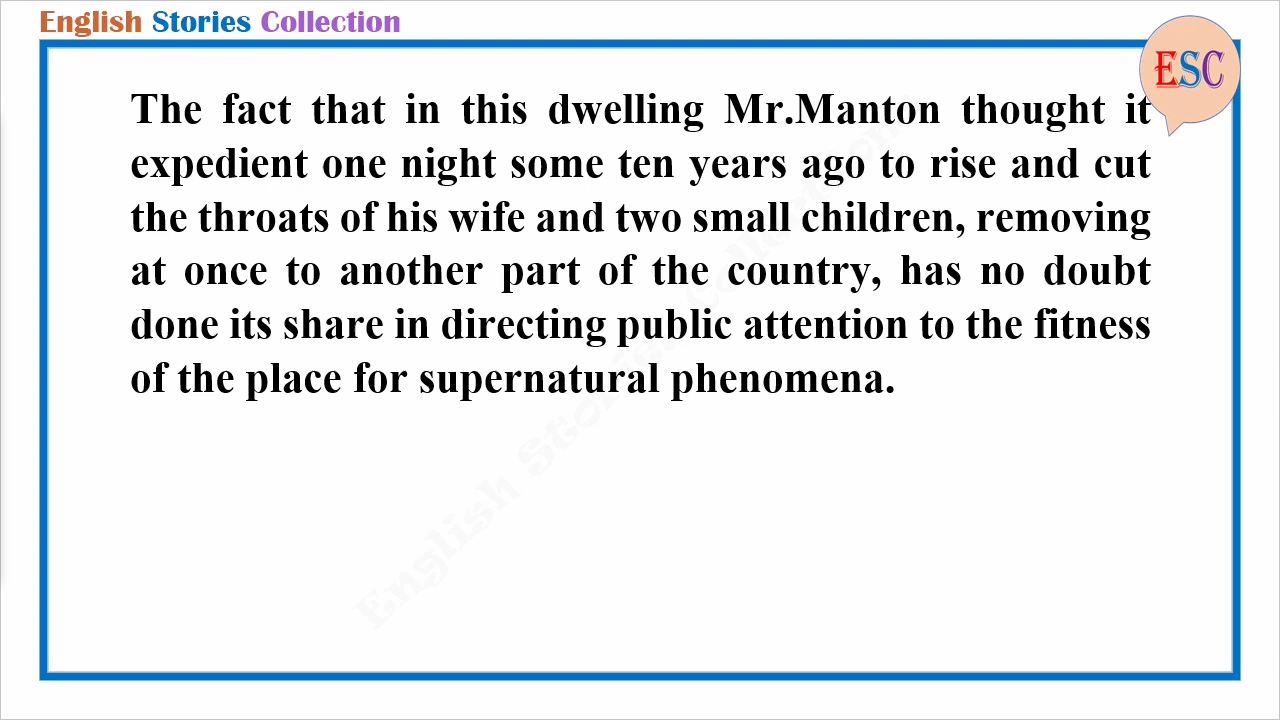 English Stories Collection
ESC
The fact that in this dwelling Mr.Manton thought it
expedient one night some ten years ago to rise and cut
the throats of his wife and two small children, removing
at once to another part of the country, has no doubt
done its share in directing public attention to the fitness
of the place for supernatural phenomena.
English Stories Collection